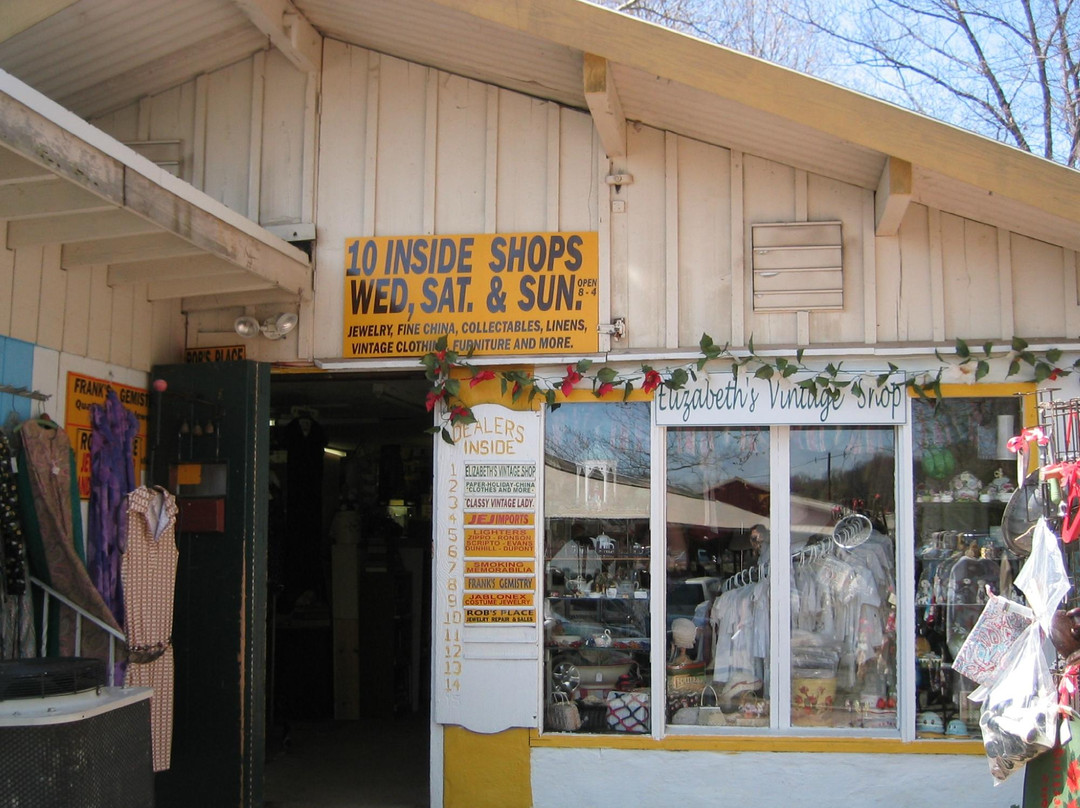 10 INSIDE SHOPS
WED, SAT. & SUN. OPEN 8 - 4
JEWELRY, FINE CHINA, COLLECTABLES, LINENS,
VINTAGE CLOTHING, FURNITURE AND MORE.
ROB'S PLACE
FRANK'S GEMIST
Elizabeth's Vintage Shop
DEALERS
INSIDE
1
2
3
4
5
6
7
8
9
10
11
12
13
14
ELIZABETH'S VINTAGE SHOP
PAPER-HOLIDAY-CHINA
"CLOTHES AND MORE"
CLASSY VINTAGE LADY
JEJ IMPORTS
LIGHTERS
ZIPPO - RONSON
SCRIPTO - EVANS
DUNHILL - DUPONT
SMOKING
MEMORABILIA
FRANK'S GEMISTRY
JABLONEX
COSTUME JEWELRY
ROB'S PLACE
JEWELRY REPAIR & SALES